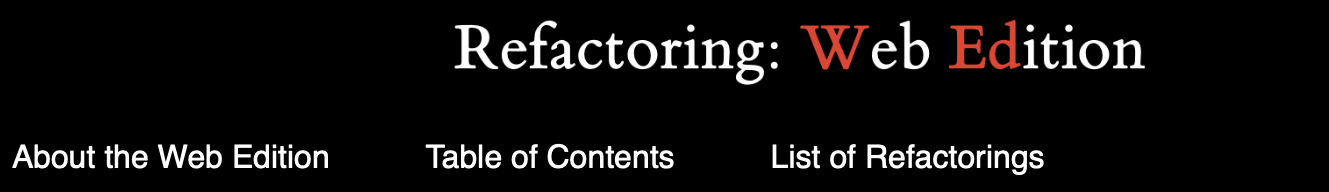 Refactoring: Web Edition
About the Web Edition Table of Contents List of Refactorings